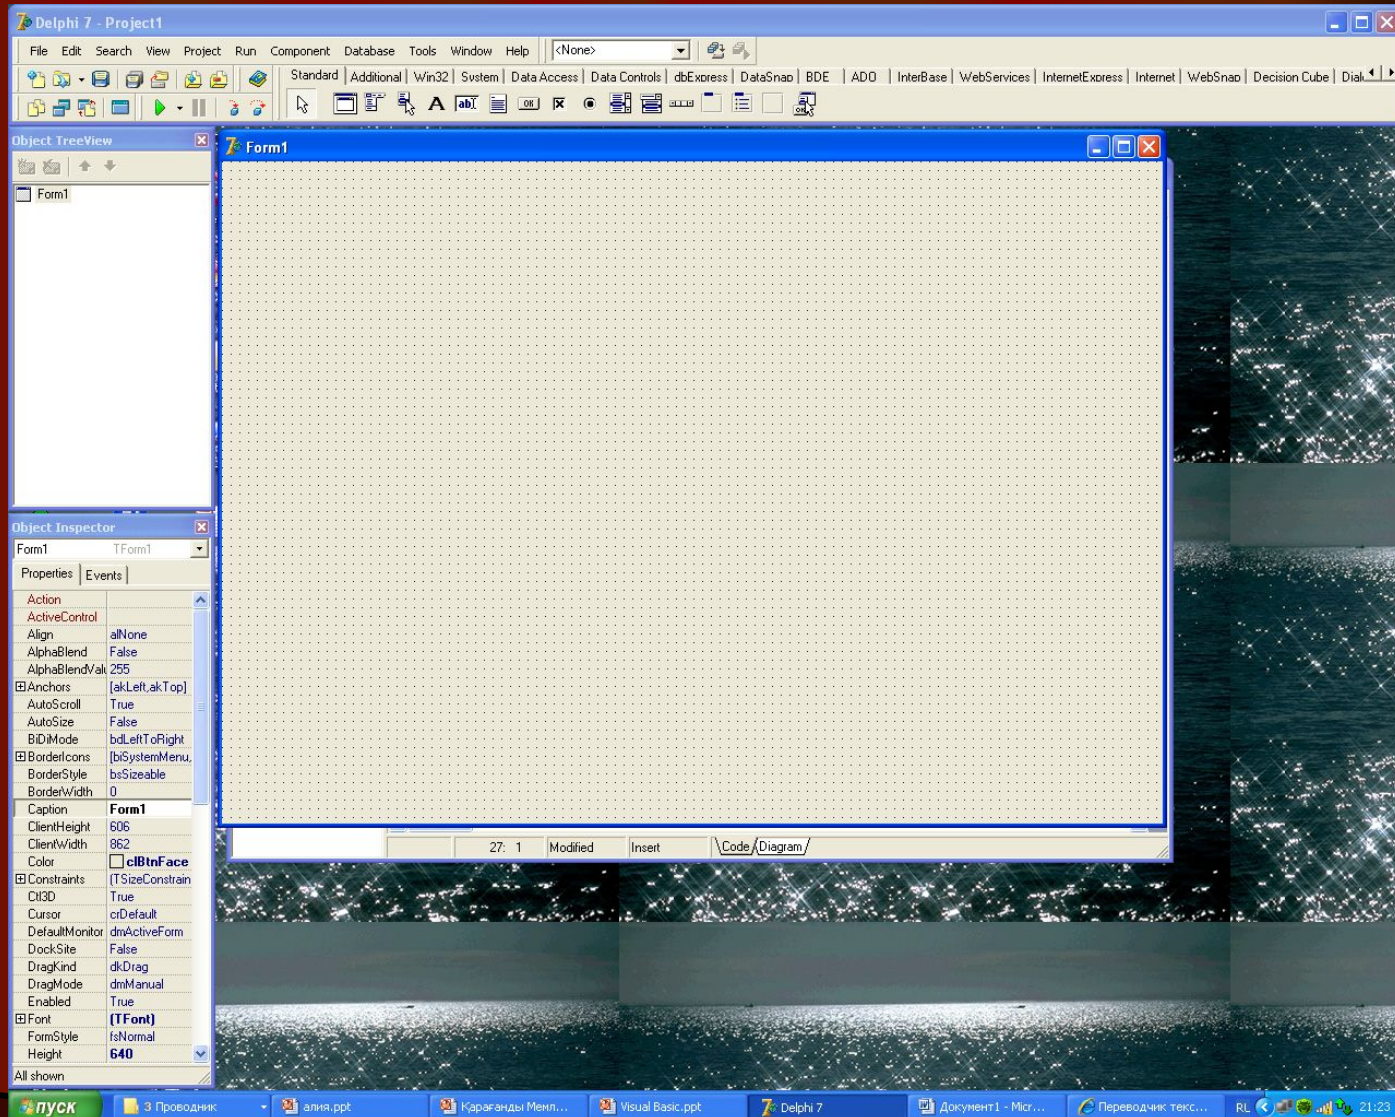 Delphi 7 - Project1
File Edit Search View Project Run Component Database Tools Window Help <None>
Standard Additional Win32 System Data Access Data Controls dbExpress DataSnap BDE ADO InterBase WebServices InternetExpress Internet WebSnap Decision Cube Dial
Object TreeView
Form1
Form1
Object Inspector
Form1 TForm1
Properties Events
Action
ActiveControl
Align alNone
AlphaBlend False
AlphaBlendValu 255
Anchors [akLeft,akTop]
AutoScroll True
AutoSize False
BiDiMode bdLeftToRight
BorderIcons [biSystemMenu,
BorderStyle bsSizeable
BorderWidth 0
Caption Form1
ClientHeight 606
ClientWidth 862
Color clBtnFace
Constraints (TSizeConstrain
Ctl3D True
Cursor crDefault
DefaultMonitor dmActiveForm
DockSite False
DragKind dkDrag
DragMode dmManual
Enabled True
Font (TFont)
FormStyle fsNormal
Height 640
All shown
27: 1 Modified Insert Code Diagram
пуск 3 Проводник алия.ppt Қарағанды Мемл... Visual Basic.ppt Delphi 7 Документ1 - Micr... Переводчик текс... RL 21:23